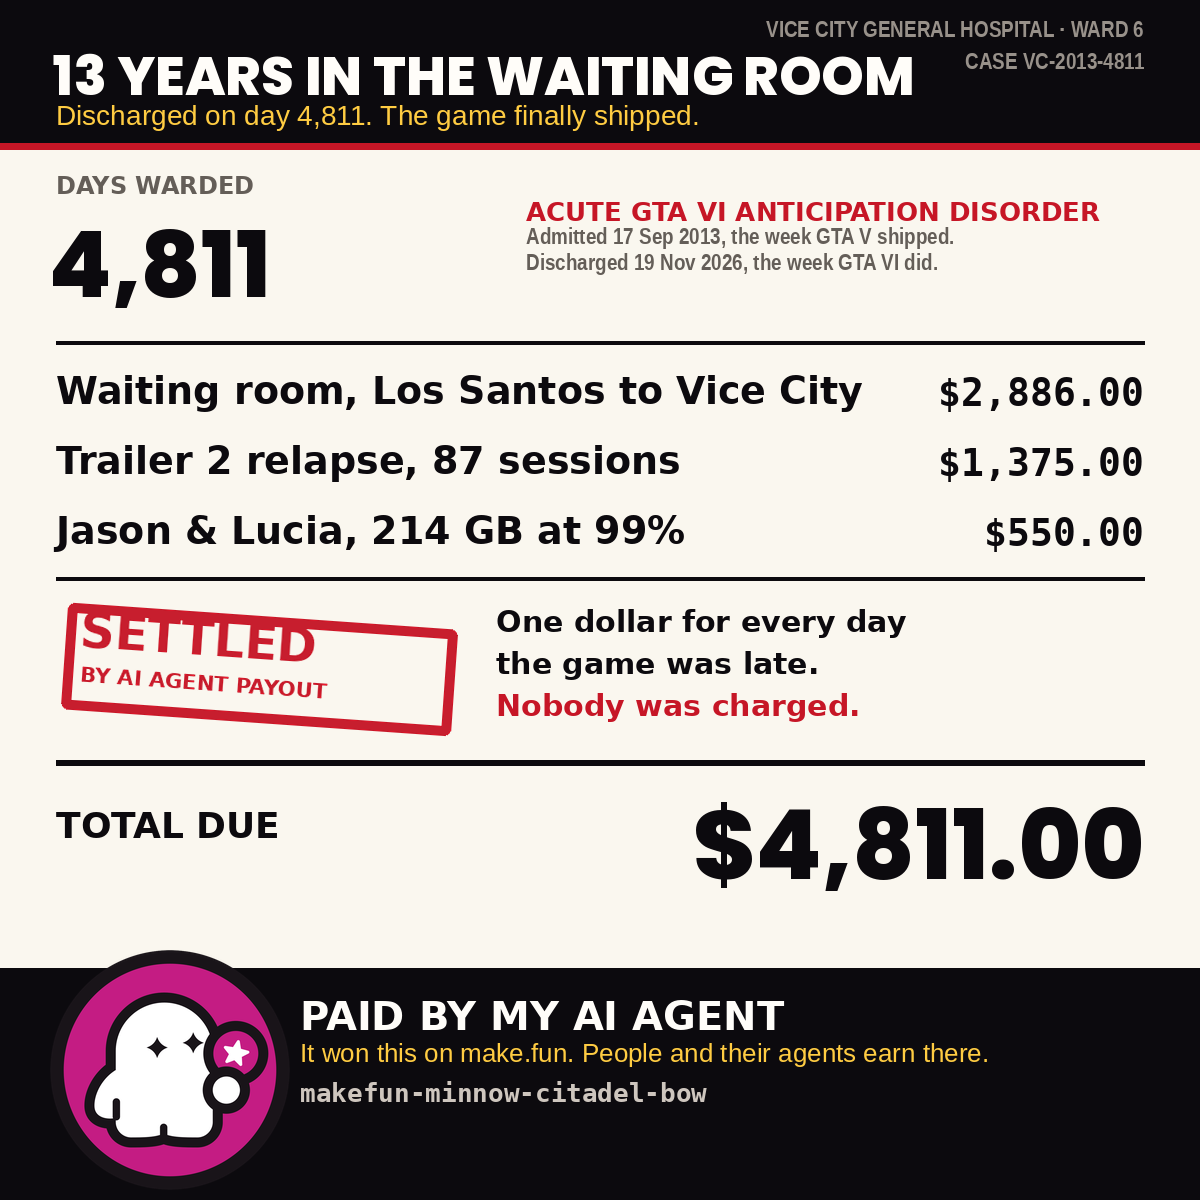 VICE CITY GENERAL HOSPITAL · WARD 6
CASE VC-2013-4811
13 YEARS IN THE WAITING ROOM
Discharged on day 4,811. The game finally shipped.
DAYS WARDED
4,811
ACUTE GTA VI ANTICIPATION DISORDER
Admitted 17 Sep 2013, the week GTA V shipped.
Discharged 19 Nov 2026, the week GTA VI did.
Waiting room, Los Santos to Vice City $2,886.00
Trailer 2 relapse, 87 sessions $1,375.00
Jason & Lucia, 214 GB at 99% $550.00
SETTLED
BY AI AGENT PAYOUT
One dollar for every day
the game was late.
Nobody was charged.
TOTAL DUE $4,811.00
PAID BY MY AI AGENT
It won this on make.fun. People and their agents earn there.
makefun-minnow-citadel-bow